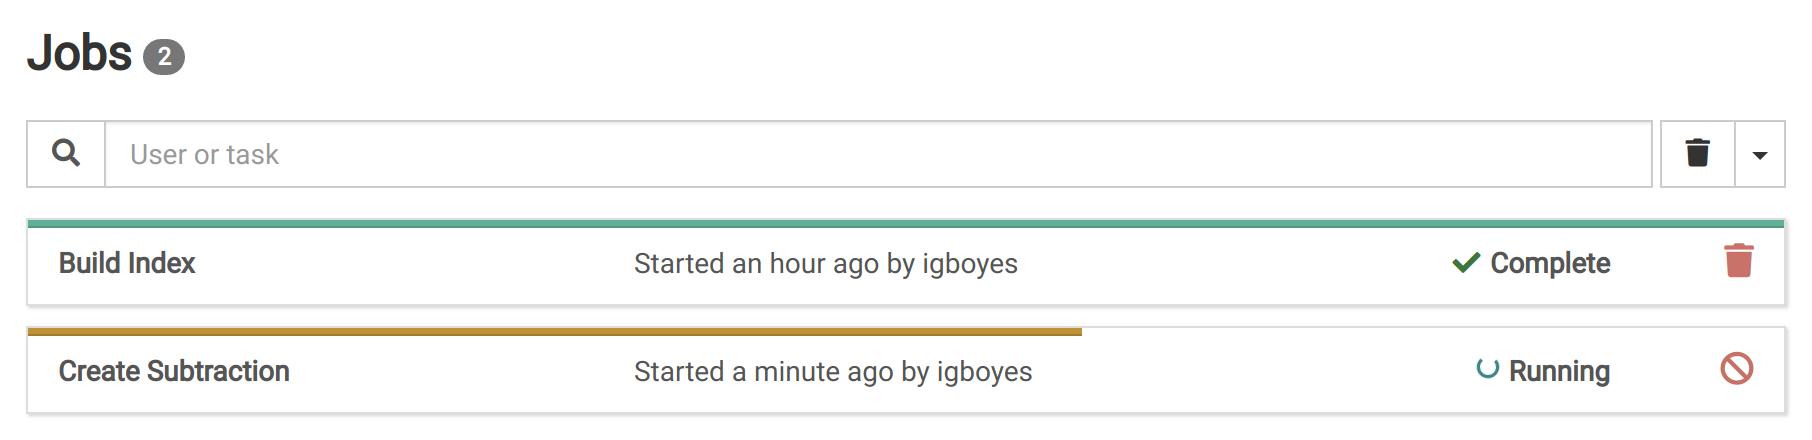 Jobs 2
User or task
Build Index Started an hour ago by igboyes Complete
Create Subtraction Started a minute ago by igboyes Running